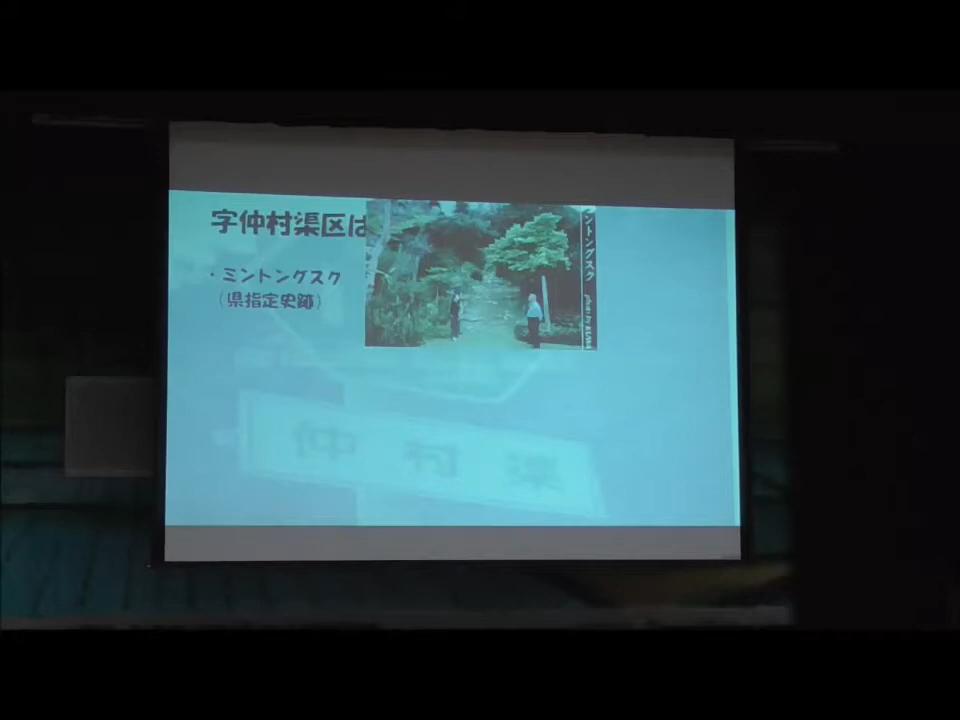 字仲村渠区は
・ミントングスク
（県指定史跡）
ントングスク
仲村渠